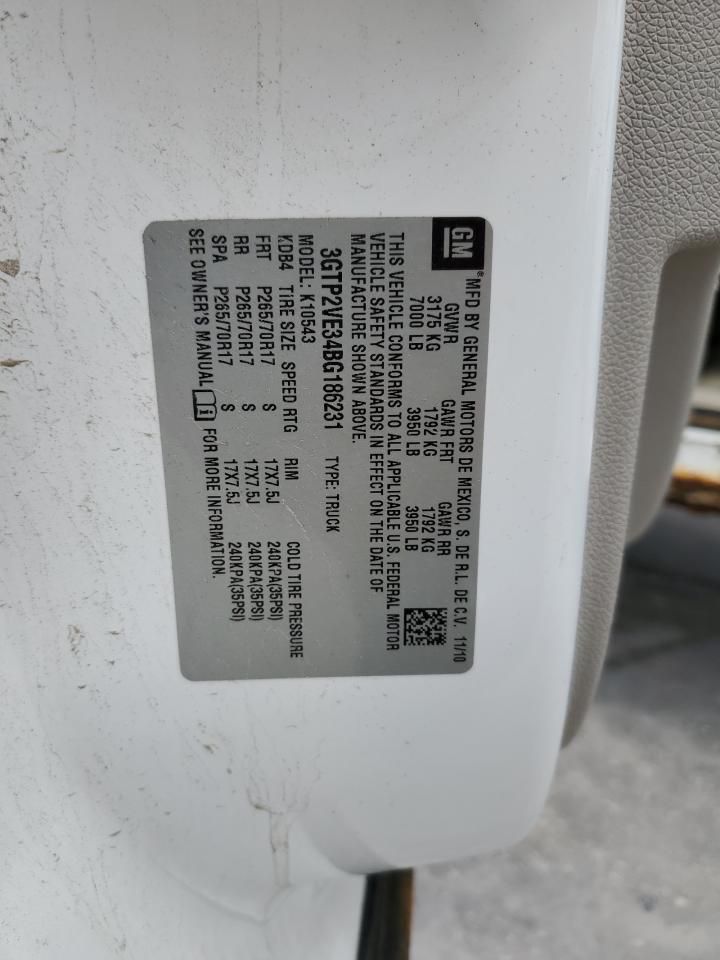 GM
® MFD BY GENERAL MOTORS DE MEXICO, S. DE R.L. DE C.V. 11/10
GVWR GAWR FRT GAWR RR
3175 KG 1792 KG 1792 KG
7000 LB 3950 LB 3950 LB
THIS VEHICLE CONFORMS TO ALL APPLICABLE U.S. FEDERAL MOTOR
VEHICLE SAFETY STANDARDS IN EFFECT ON THE DATE OF
MANUFACTURE SHOWN ABOVE.
3GTP2VE34BG186231 TYPE: TRUCK
MODEL: K10543
KDB4 TIRE SIZE SPEED RTG RIM COLD TIRE PRESSURE
FRT P265/70R17 S 17X7.5J 240KPA(35PSI)
RR P265/70R17 S 17X7.5J 240KPA(35PSI)
SPA P265/70R17 S 17X7.5J 240KPA(35PSI)
SEE OWNER'S MANUAL FOR MORE INFORMATION.